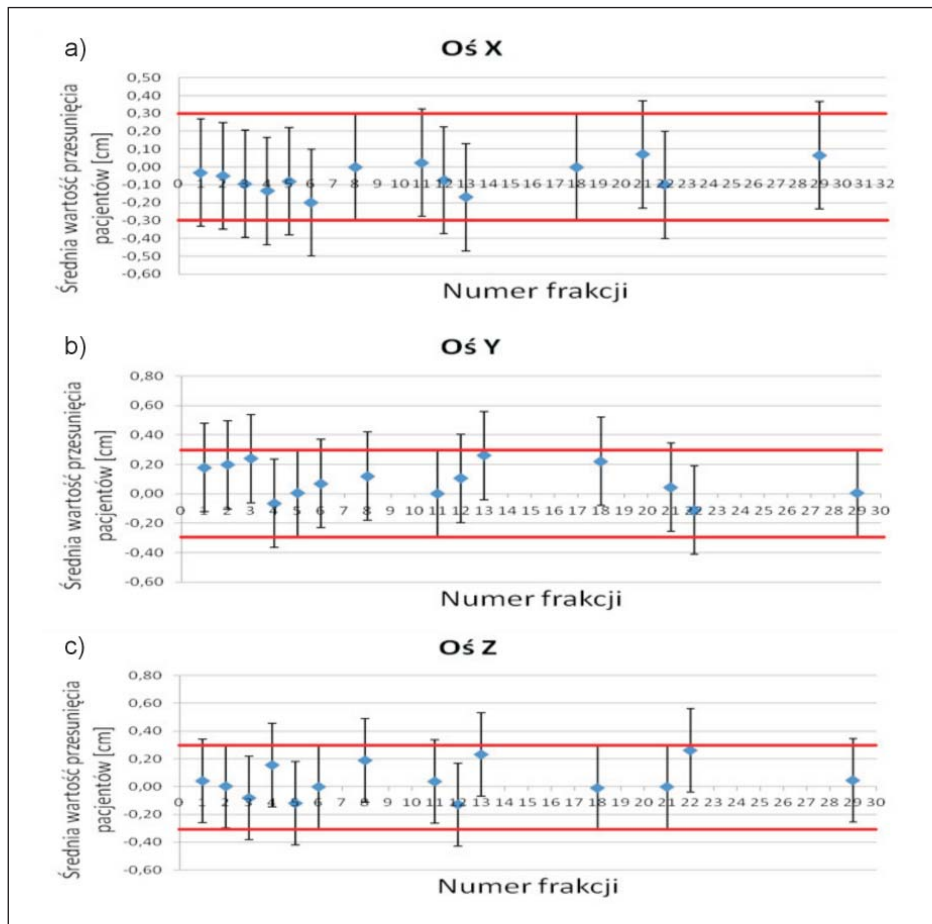 a)
Oś X
Średnia wartość przesunięcia
pacjentów [cm]
0,50
0,40
0,30
0,20
0,10
0,00
-0,10
-0,20
-0,30
-0,40
-0,50
-0,60
0 1 2 3 4 5 6 7 8 9 10 11 12 13 14 15 16 17 18 19 20 21 22 23 24 25 26 27 28 29 30 31 32
Numer frakcji
b)
Oś Y
Średnia wartość przesunięcia
pacjentów [cm]
0,80
0,60
0,40
0,20
0,00
-0,20
-0,40
-0,60
0 1 2 3 4 5 6 7 8 9 10 11 12 13 14 15 16 17 18 19 20 21 22 23 24 25 26 27 28 29 30
Numer frakcji
c)
Oś Z
Średnia wartość przesunięcia
pacjentów [cm]
0,80
0,60
0,40
0,20
0,00
-0,20
-0,40
-0,60
0 1 2 3 4 5 6 7 8 9 10 11 12 13 14 15 16 17 18 19 20 21 22 23 24 25 26 27 28 29 30
Numer frakcji